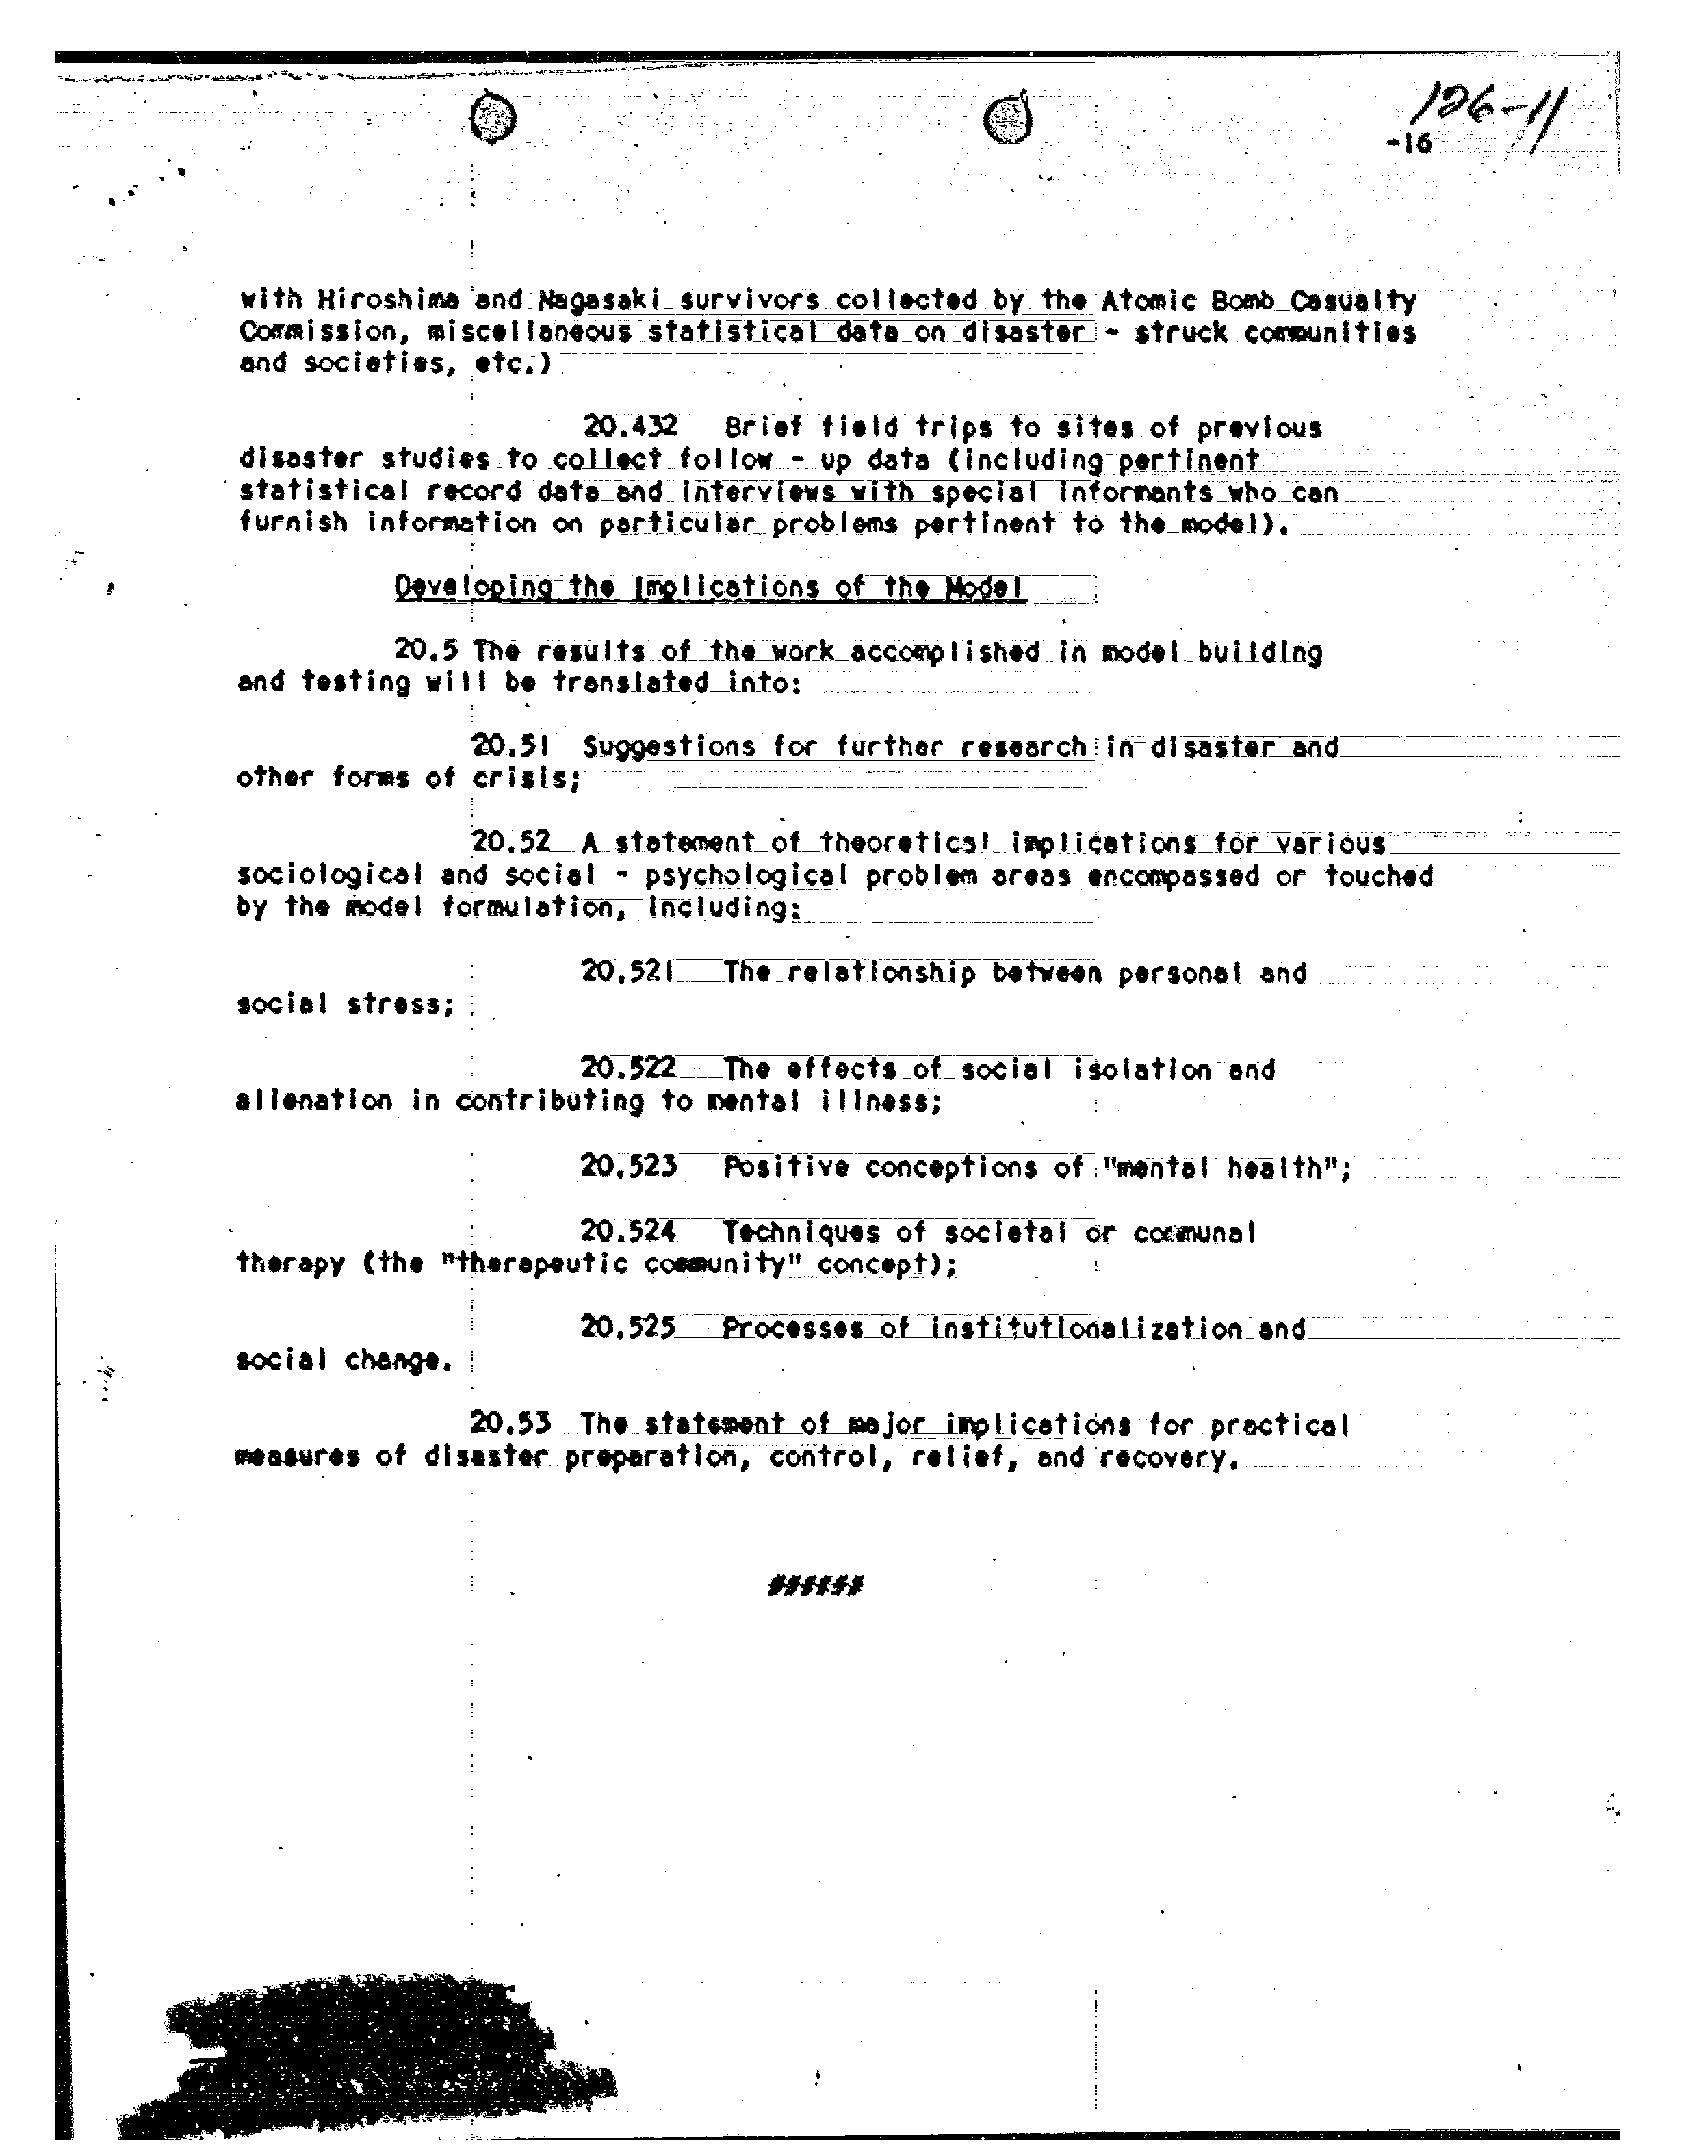 126-11
-16
with Hiroshima and Nagasaki survivors collected by the Atomic Bomb Casualty
Commission, miscellaneous statistical data on disaster - struck communities
and societies, etc.)
20.432 Brief field trips to sites of previous
disaster studies to collect follow - up data (including pertinent
statistical record data and interviews with special informants who can
furnish information on particular problems pertinent to the model).
Developing the Implications of the Model
20.5 The results of the work accomplished in model building
and testing will be translated into:
20.51 Suggestions for further research in disaster and
other forms of crisis;
20.52 A statement of theoretical implications for various
sociological and social - psychological problem areas encompassed or touched
by the model formulation, including:
20.521 The relationship between personal and
social stress;
20.522 The effects of social isolation and
alienation in contributing to mental illness;
20.523 Positive conceptions of "mental health";
20.524 Techniques of societal or communal
therapy (the "therapeutic community" concept);
20.525 Processes of institutionalization and
social change.
20.53 The statement of major implications for practical
measures of disaster preparation, control, relief, and recovery.
######